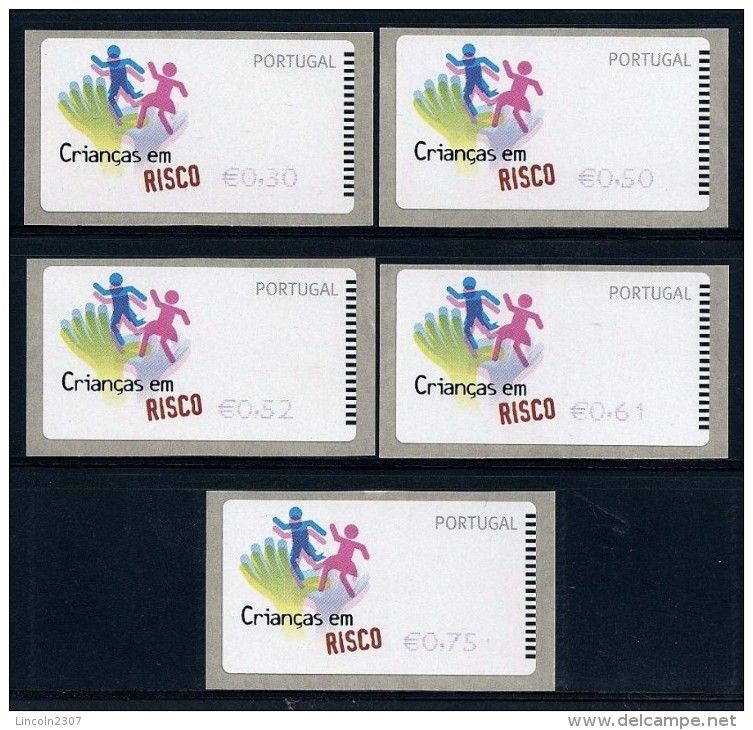 PORTUGAL
Crianças em
RISCO €0,30
PORTUGAL
Crianças em
RISCO €0,50
PORTUGAL
Crianças em
RISCO €0,52
PORTUGAL
Crianças em
RISCO €0,61
PORTUGAL
Crianças em
RISCO €0,75
Lincoln2307
www.delcampe.net